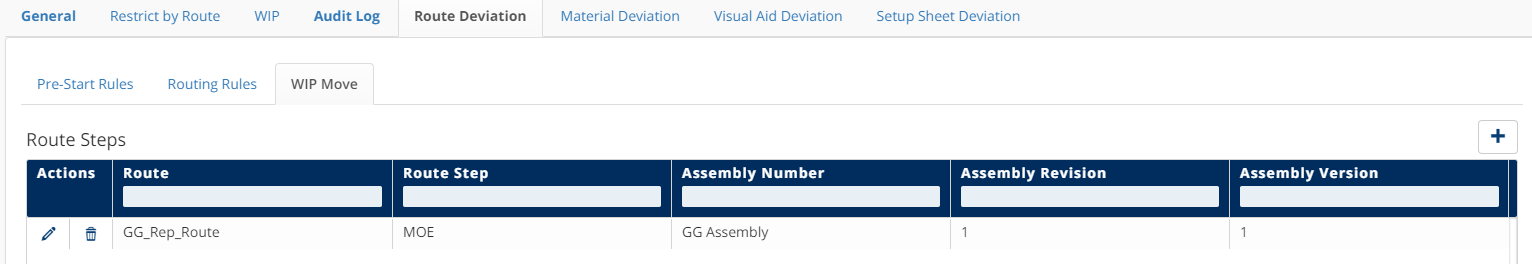 General Restrict by Route WIP Audit Log Route Deviation Material Deviation Visual Aid Deviation Setup Sheet Deviation
Pre-Start Rules Routing Rules WIP Move
Route Steps
Actions Route Route Step Assembly Number Assembly Revision Assembly Version
GG_Rep_Route MOE GG Assembly 1 1